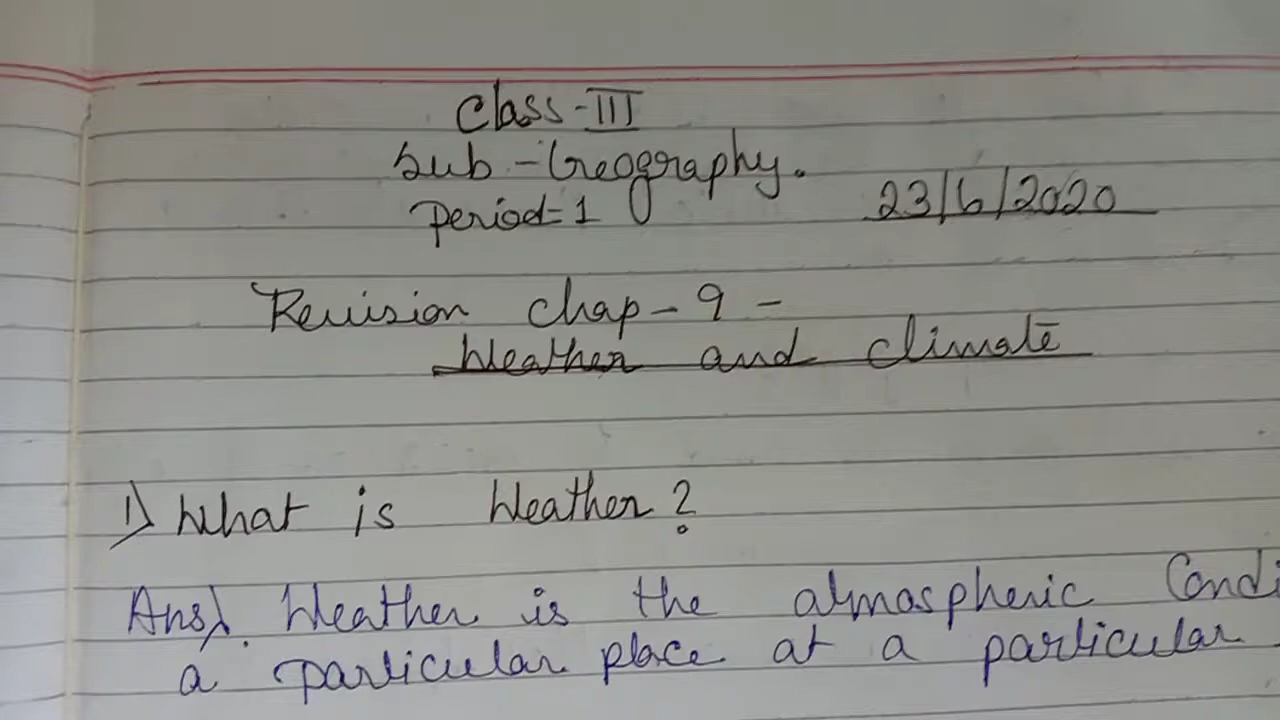 Class-III
Sub-Geography.
Period=1
23/6/2020
Revision chap-9-
Weather and climate
1) What is Weather?
Ans). Weather is the atmospheric Condi
a particular place at a particular